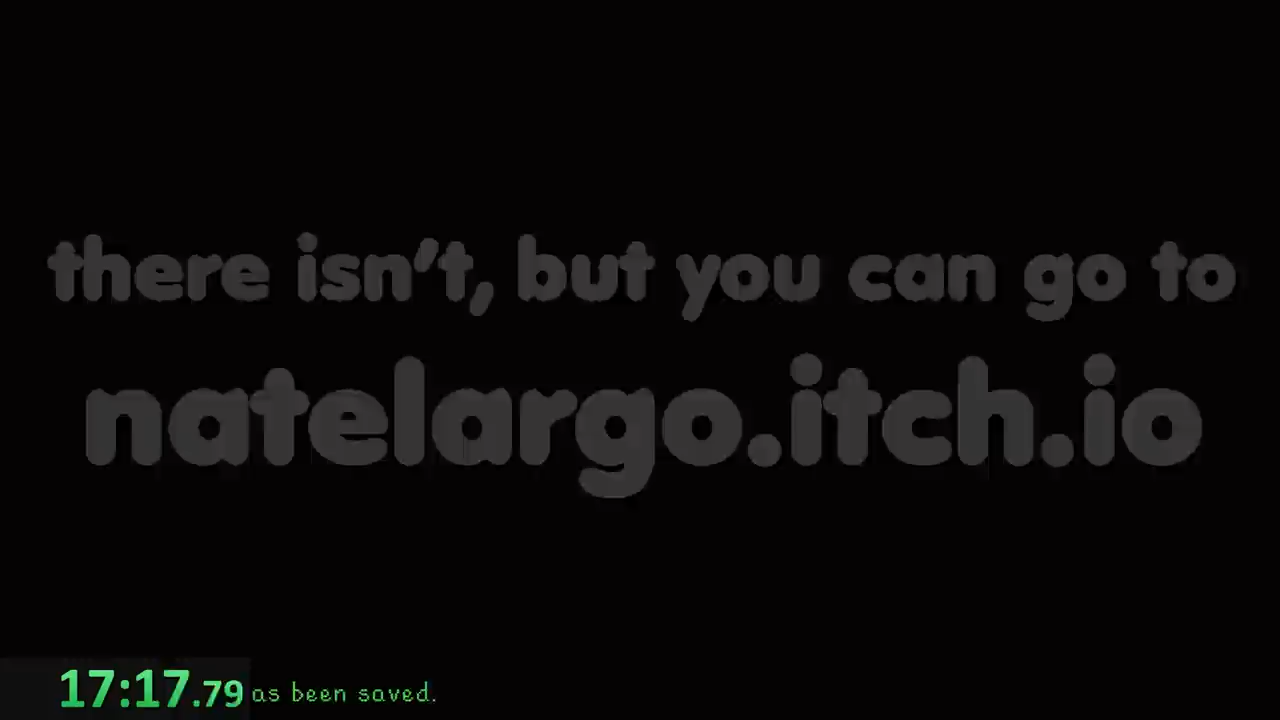 there isn't, but you can go to
natelargo.itch.io
17:17.79 as been saved.